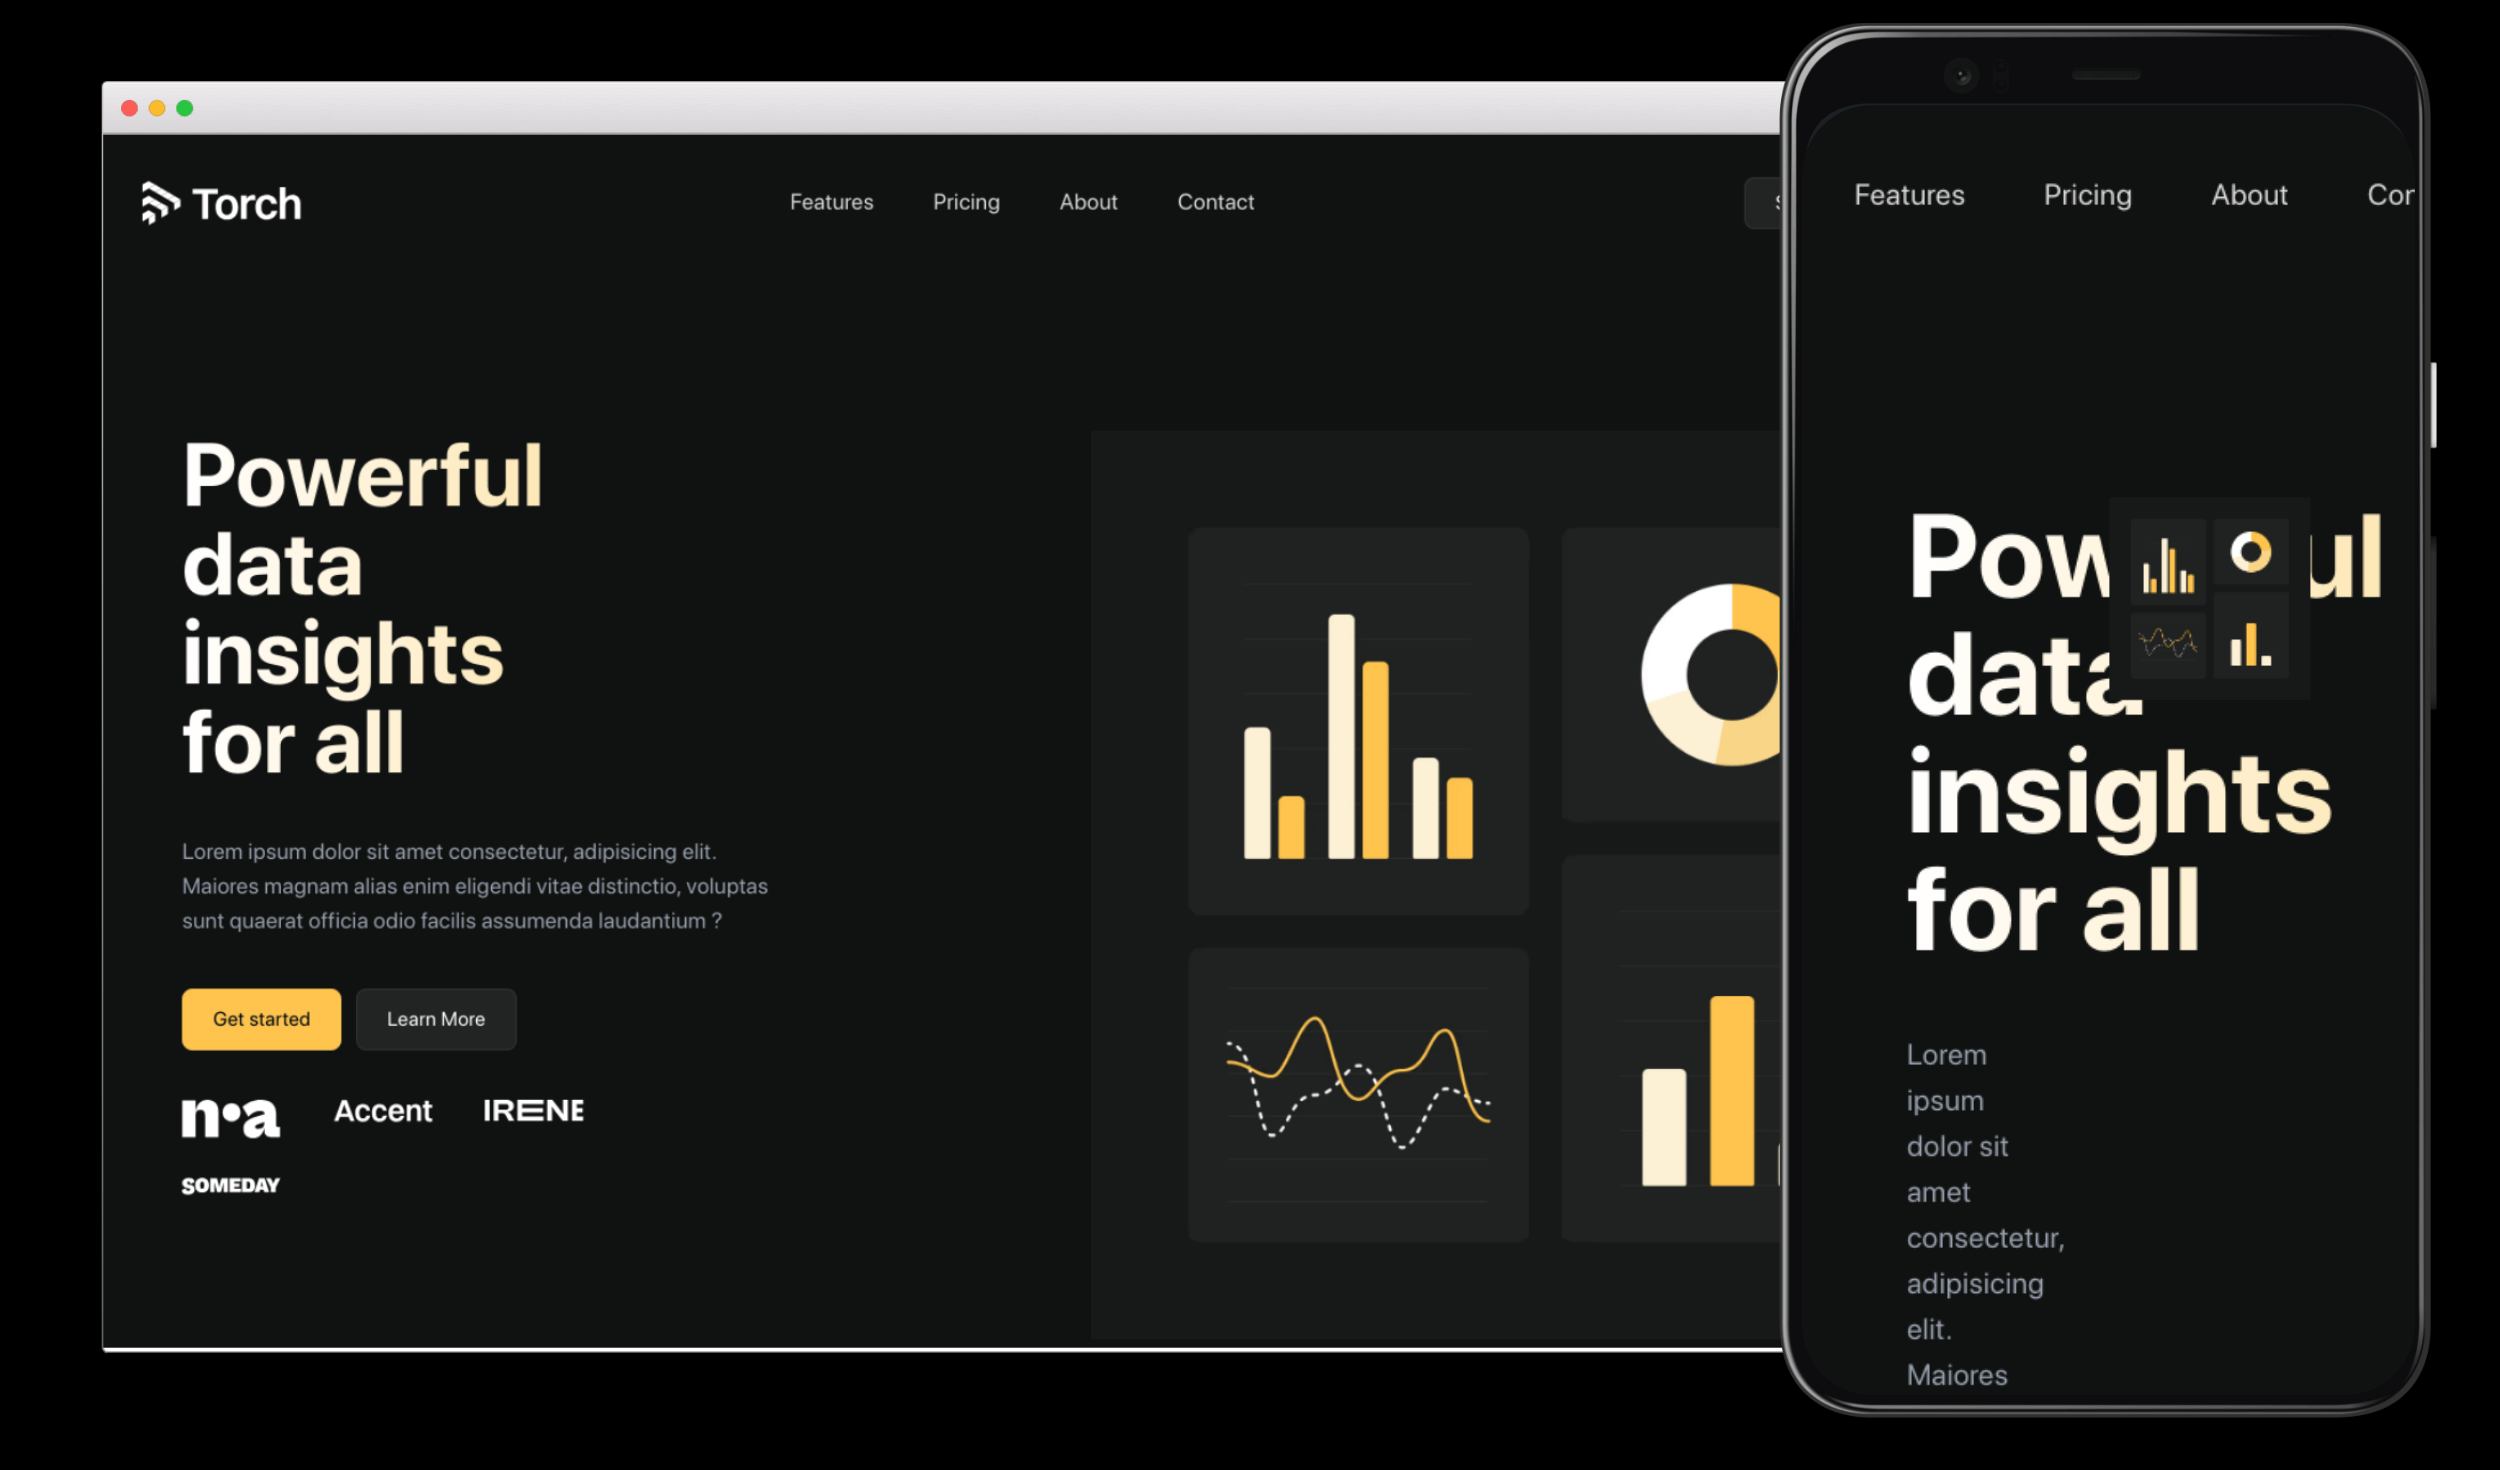 Torch
Features Pricing About Contact
Powerful
data
insights
for all
Lorem ipsum dolor sit amet consectetur, adipisicing elit.
Maiores magnam alias enim eligendi vitae distinctio, voluptas
sunt quaerat officia odio facilis assumenda laudantium ?
Get started Learn More
n•a Accent IRENE
SOMEDAY
Features Pricing About Con
Pow ul
data
insights
for all
Lorem
ipsum
dolor sit
amet
consectetur,
adipisicing
elit.
Maiores